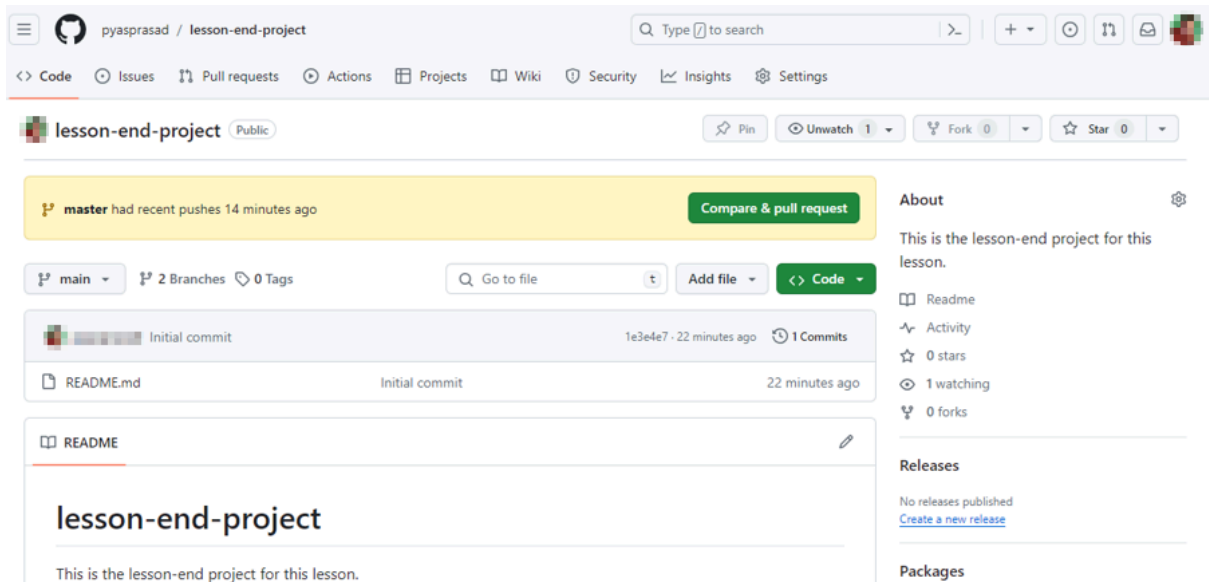 pyasprasad / lesson-end-project Type / to search
Code Issues Pull requests Actions Projects Wiki Security Insights Settings
lesson-end-project Public Pin Unwatch 1 Fork 0 Star 0
master had recent pushes 14 minutes ago Compare & pull request
main 2 Branches 0 Tags Go to file t Add file Code
Initial commit 1e3e4e7 · 22 minutes ago 1 Commits
README.md Initial commit 22 minutes ago
README
lesson-end-project
This is the lesson-end project for this lesson.
About
This is the lesson-end project for this
lesson.
Readme
Activity
0 stars
1 watching
0 forks
Releases
No releases published
Create a new release
Packages